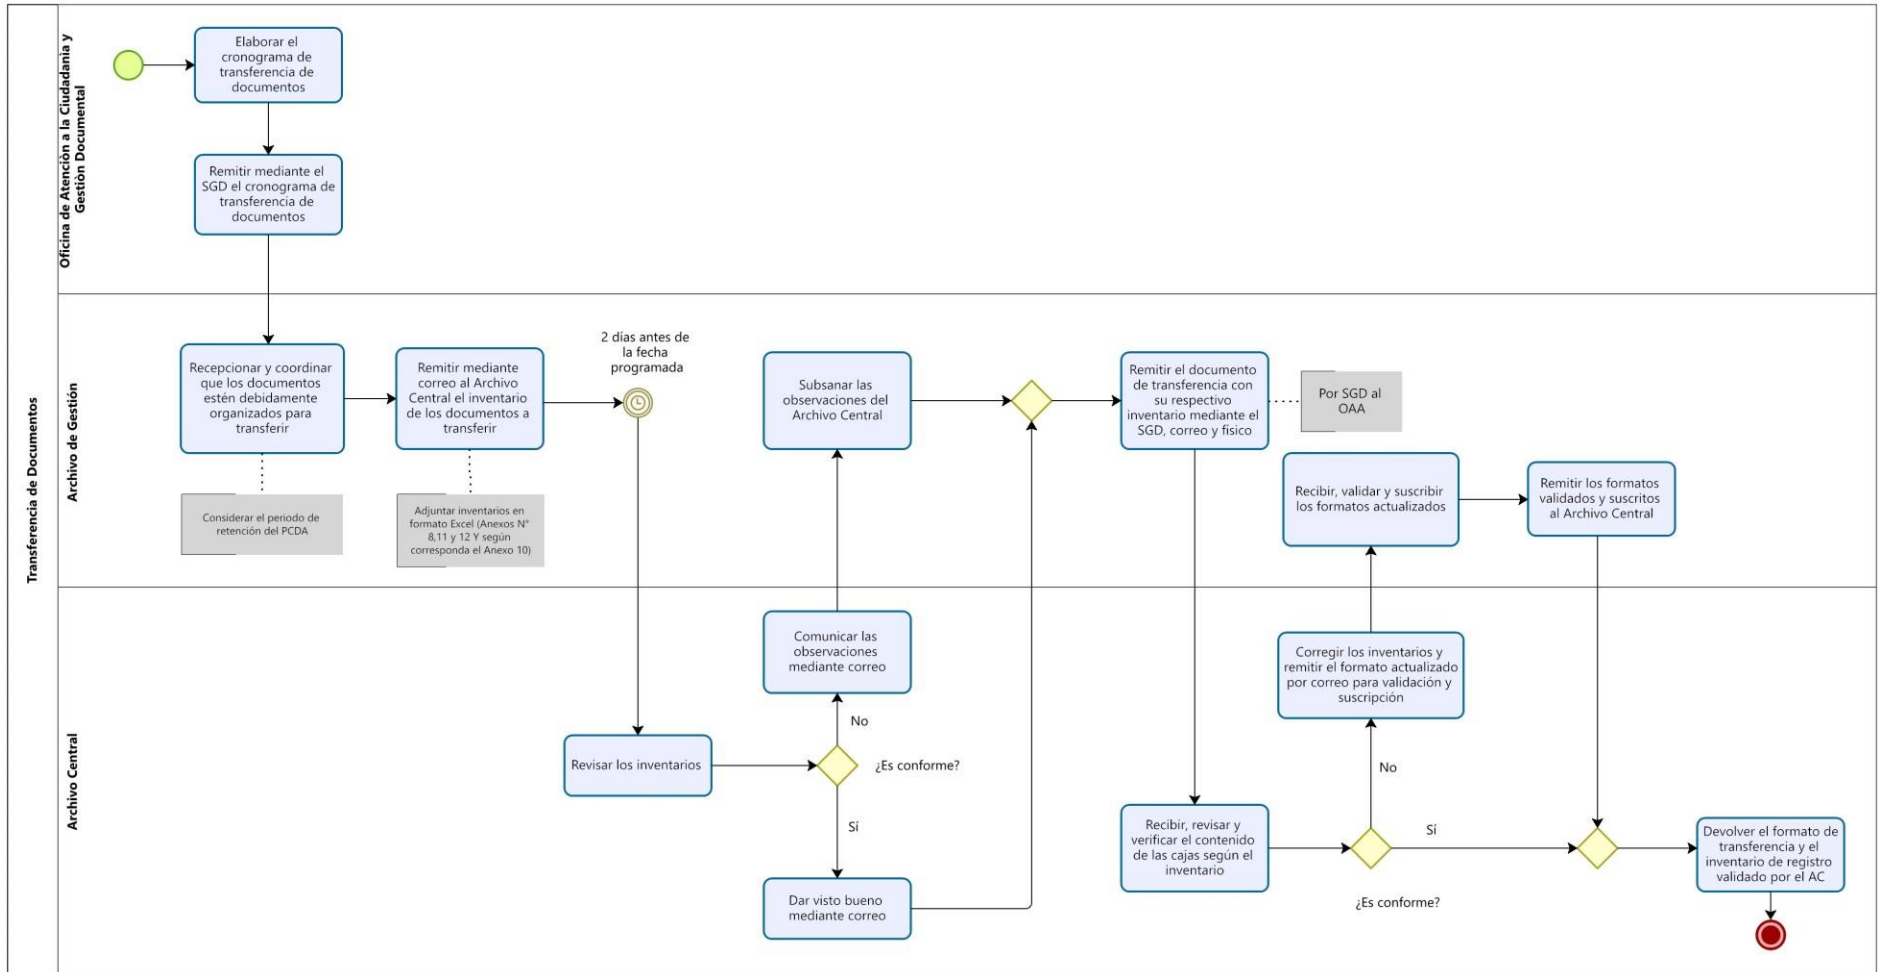 Transferencia de Documentos
Oficina de Atención a la Ciudadanía y
Gestión Documental
Elaborar el
cronograma de
transferencia de
documentos
Remitir mediante el
SGD el cronograma de
transferencia de
documentos
Archivo de Gestión
Recepcionar y coordinar
que los documentos
estén debidamente
organizados para
transferir
Considerar el periodo de
retención del PCDA
Remitir mediante
correo al Archivo
Central el inventario
de los documentos a
transferir
Adjuntar inventarios en
formato Excel (Anexos N°
8,11 y 12 Y según
corresponda el Anexo 10)
2 días antes de
la fecha
programada
Subsanar las
observaciones del
Archivo Central
Remitir el documento
de transferencia con
su respectivo
inventario mediante el
SGD, correo y físico
Por SGD al
OAA
Recibir, validar y suscribir
los formatos actualizados
Remitir los formatos
validados y suscritos
al Archivo Central
Archivo Central
Revisar los inventarios
Comunicar las
observaciones
mediante correo
No
¿Es conforme?
Sí
Dar visto bueno
mediante correo
Recibir, revisar y
verificar el contenido
de las cajas según el
inventario
Corregir los inventarios y
remitir el formato actualizado
por correo para validación y
suscripción
No
Sí
¿Es conforme?
Devolver el formato de
transferencia y el
inventario de registro
validado por el AC